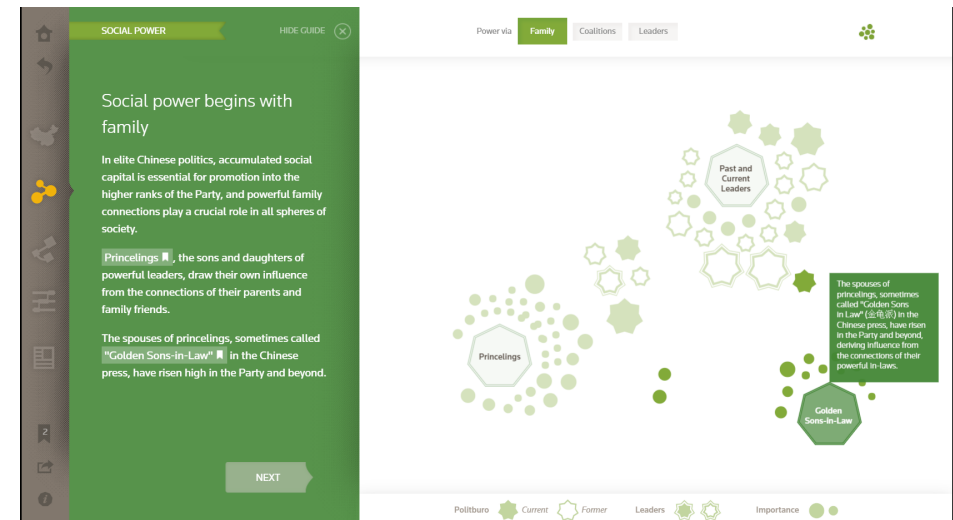 SOCIAL POWER
HIDE GUIDE
Social power begins with
family
In elite Chinese politics, accumulated social
capital is essential for promotion into the
higher ranks of the Party, and powerful family
connections play a crucial role in all spheres of
society.
Princelings , the sons and daughters of
powerful leaders, draw their own influence
from the connections of their parents and
family friends.
The spouses of princelings, sometimes called
"Golden Sons-in-Law" in the Chinese
press, have risen high in the Party and beyond.
NEXT
2
i
Power via Family Coalitions Leaders
Past and
Current
Leaders
Princelings
The spouses of
princelings, sometimes
called "Golden Sons
in Law" (金龟派) in the
Chinese press, have risen
in the Party and beyond,
deriving influence from
the connections of their
powerful in-laws.
Golden
Sons-in-Law
Politburo Current Former Leaders Importance